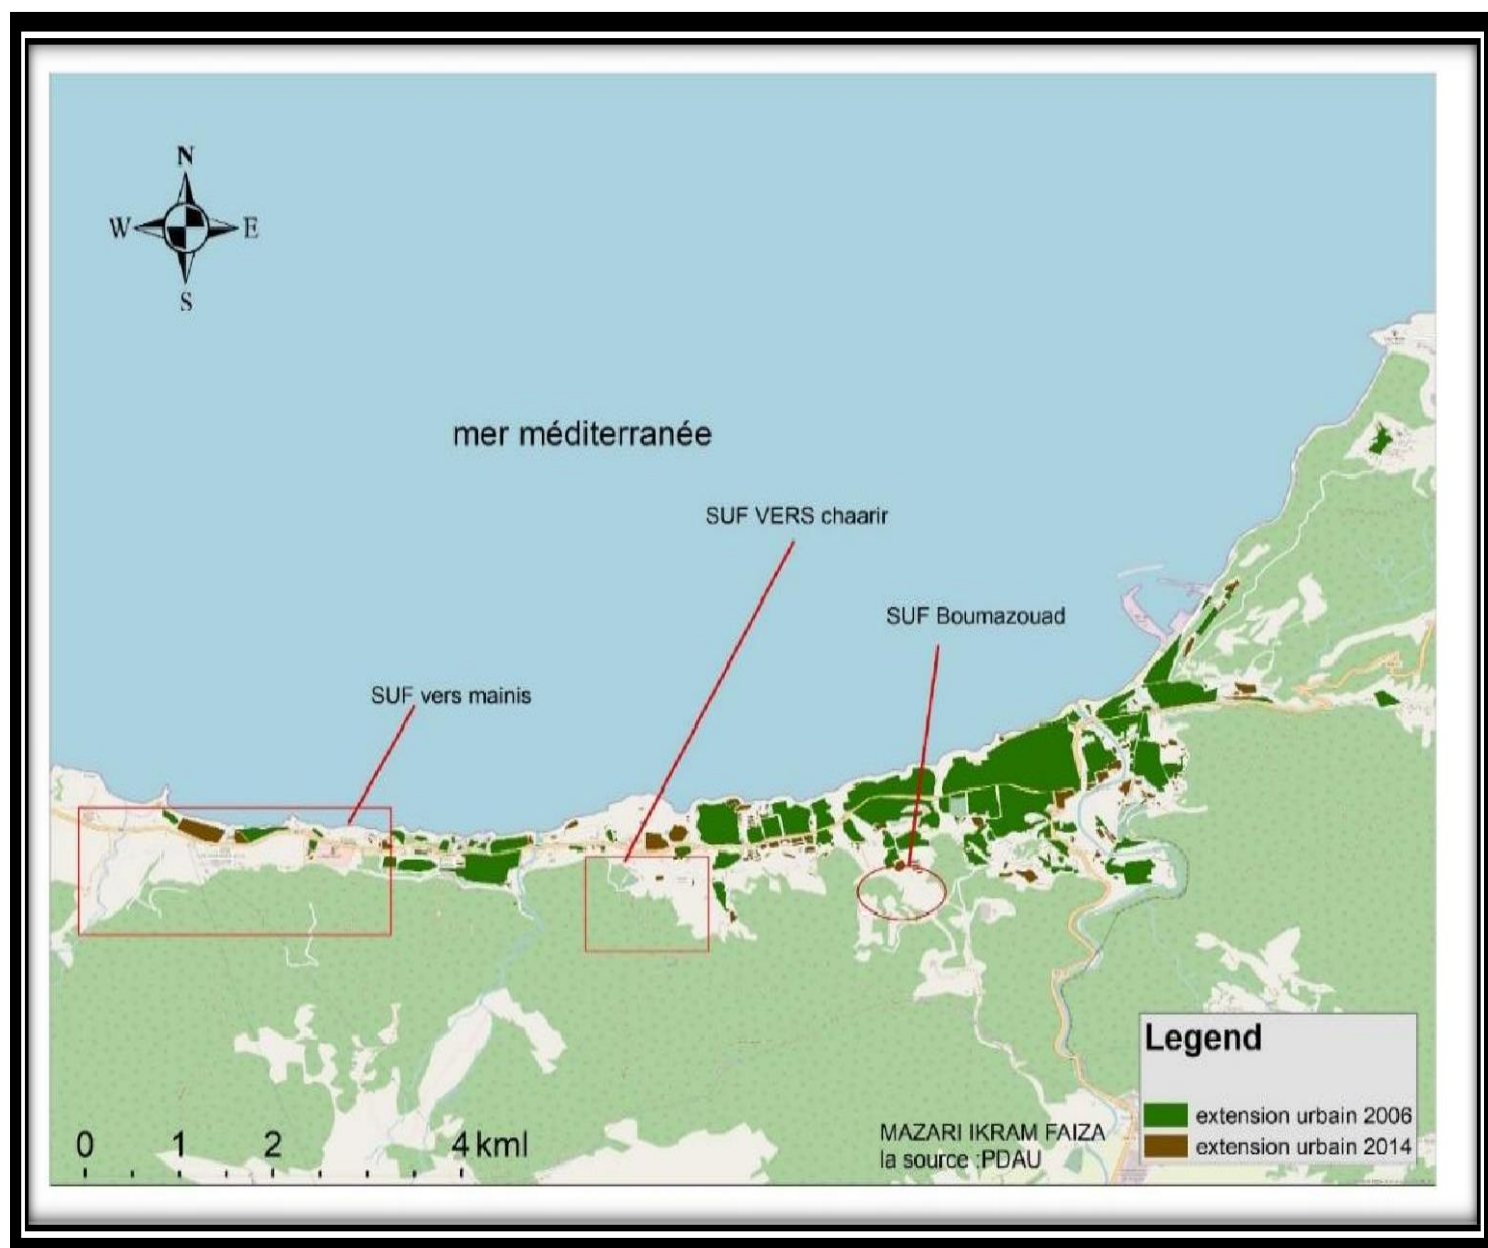 N
W E
S
mer méditerranée
SUF VERS chaarir
SUF Boumazouad
SUF vers mainis
Legend
extension urbain 2006
extension urbain 2014
MAZARI IKRAM FAIZA
la source :PDAU
0 1 2 4 kml